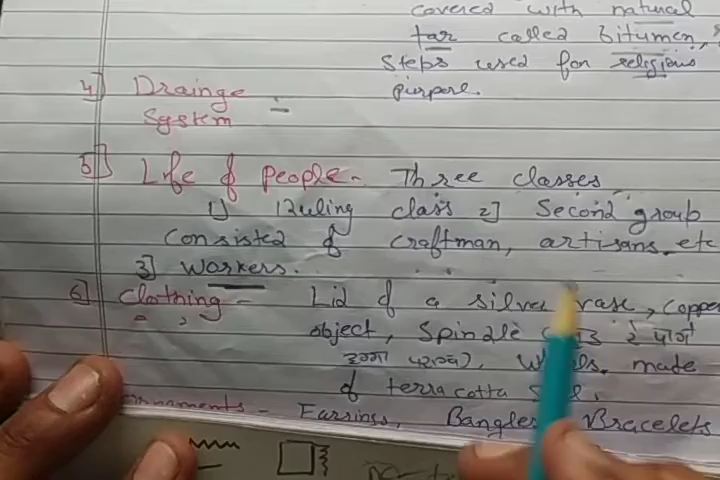 covered with natural
tar called Bitumen,
Steps used for religious
purpose.
4] Drainge
System -
5] Life of People - Three classes
1) Ruling class 2] Second group
Consisted of craftman, artisans etc
3] workers.
6] Clothing - Lid of a silver vase, copper
object, Spindle
made
of terracotta
Ornaments - Earrings, Bangles, Bracelets